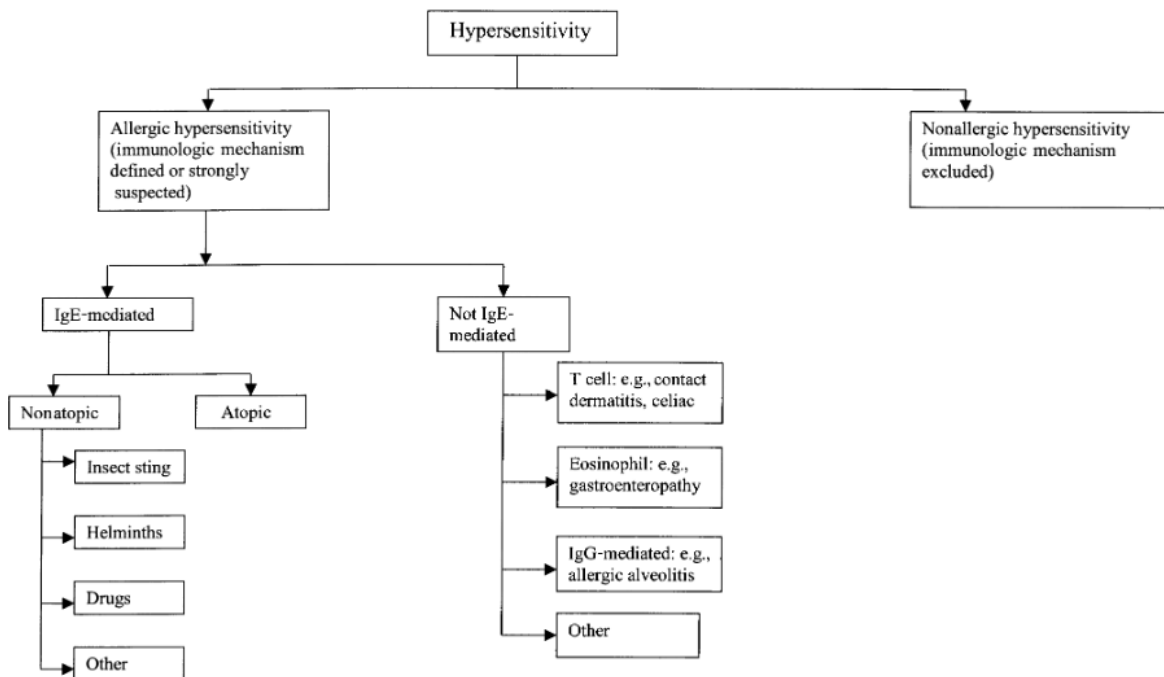 Hypersensitivity
Allergic hypersensitivity
(immunologic mechanism
defined or strongly
suspected)
Nonallergic hypersensitivity
(immunologic mechanism
excluded)
IgE-mediated
Not IgE-
mediated
Nonatopic
Atopic
T cell: e.g., contact
dermatitis, celiac
Insect sting
Eosinophil: e.g.,
gastroenteropathy
Helminths
IgG-mediated: e.g.,
allergic alveolitis
Drugs
Other
Other